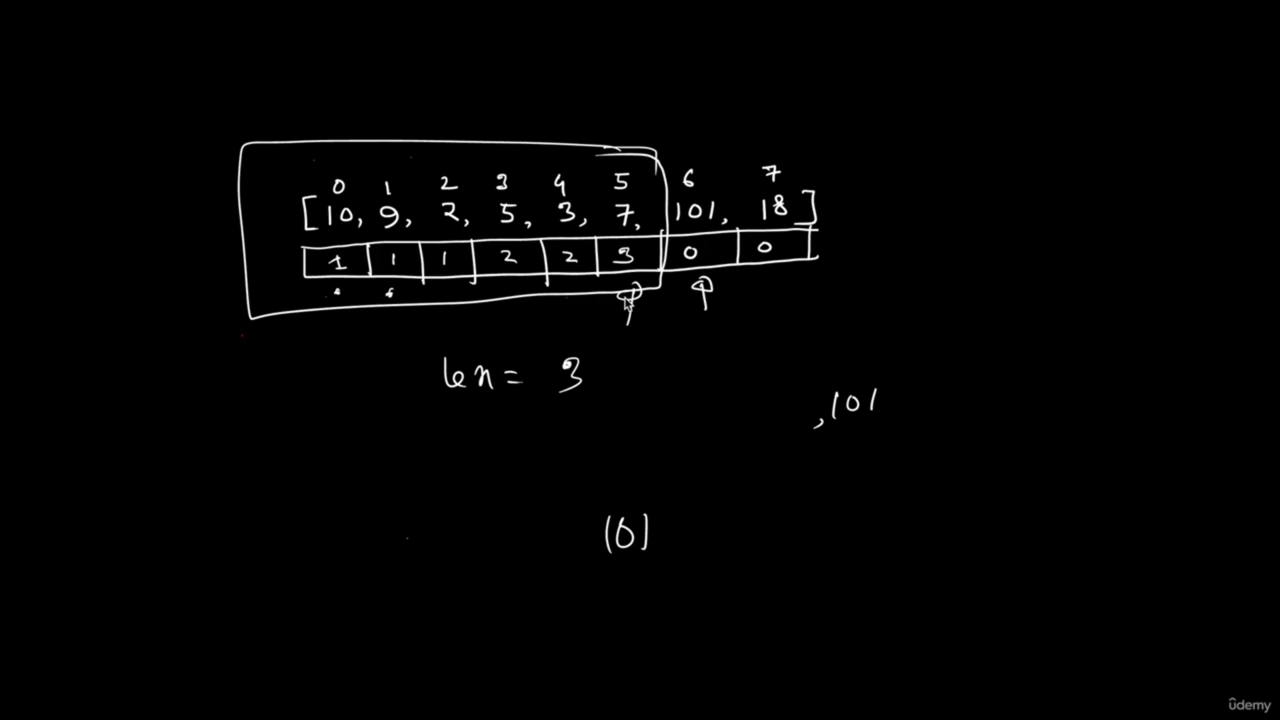 0 1 2 3 4 5 6 7
[10, 9, 2, 5, 3, 7, 101, 18]
1 1 1 2 2 3 0 0
len = 3
,101
101
udemy